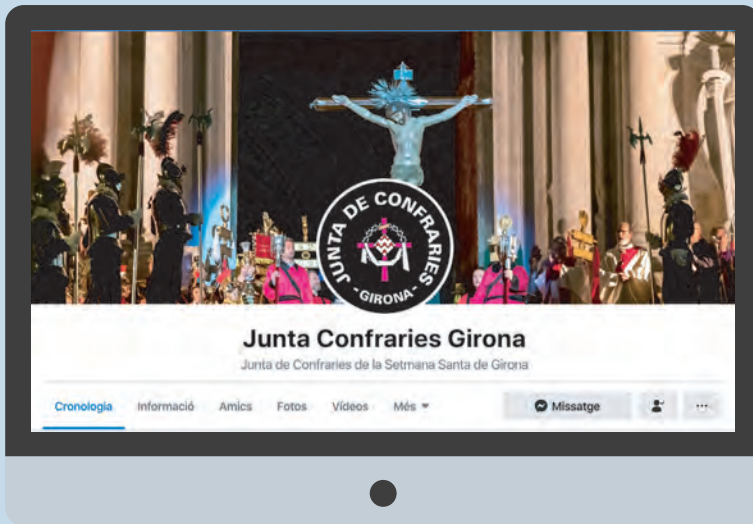 JUNTA DE CONFRARIES
- GIRONA -
Junta Confraries Girona
Junta de Confraries de la Setmana Santa de Girona
Cronologia Informació Amics Fotos Vídeos Més Missatge ...